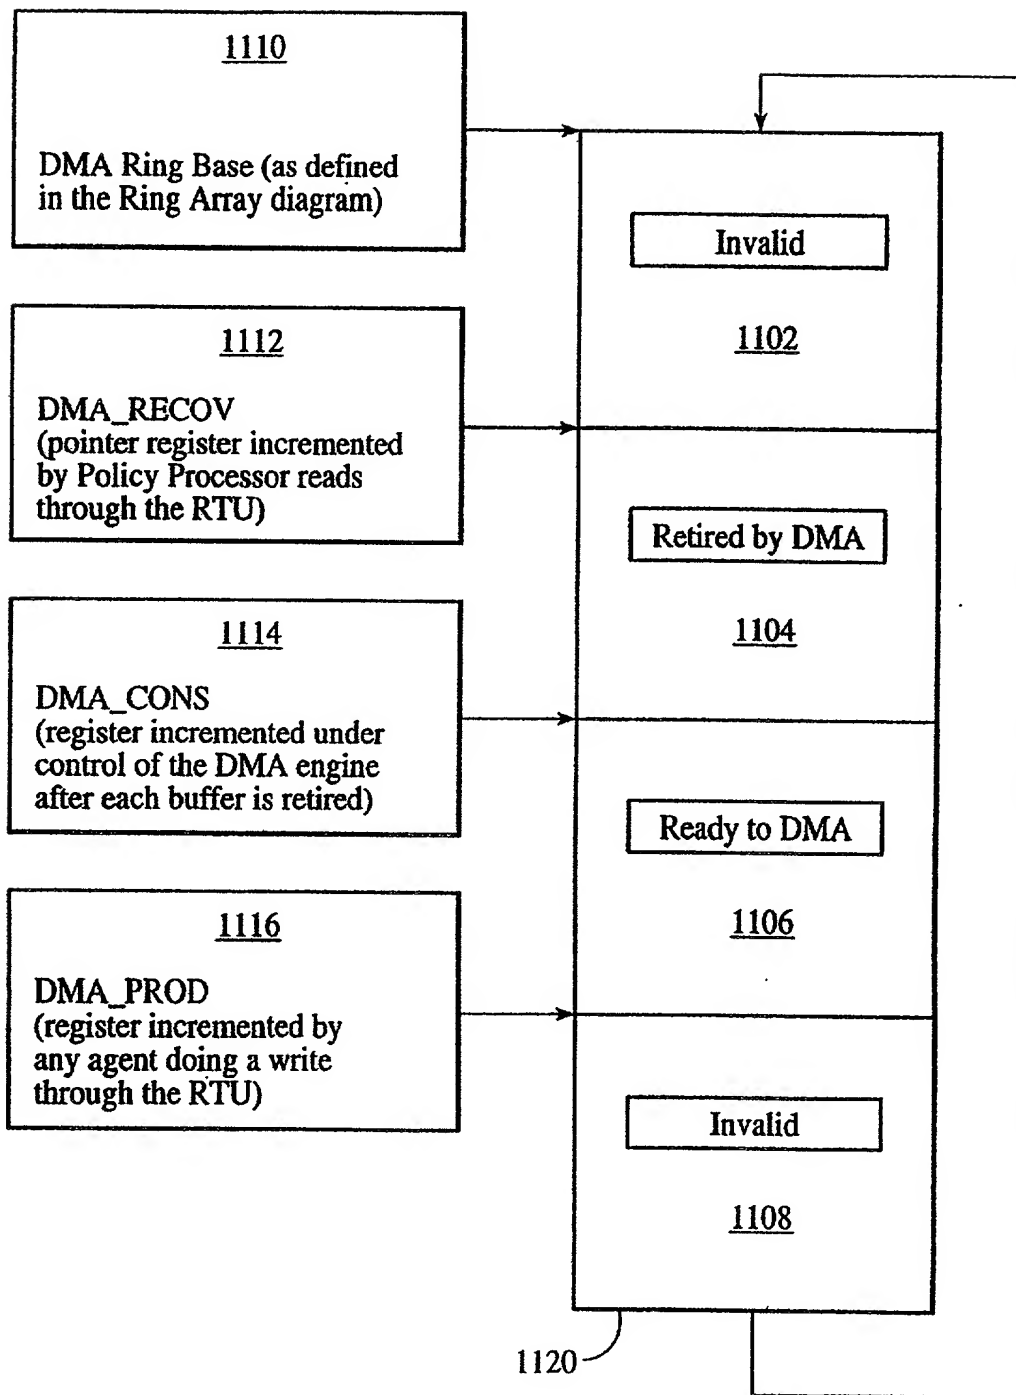 1110
DMA Ring Base (as defined
in the Ring Array diagram)
Invalid
1102
1112
DMA_RECOV
(pointer register incremented
by Policy Processor reads
through the RTU)
Retired by DMA
1104
1114
DMA_CONS
(register incremented under
control of the DMA engine
after each buffer is retired)
Ready to DMA
1106
1116
DMA_PROD
(register incremented by
any agent doing a write
through the RTU)
Invalid
1108
1120